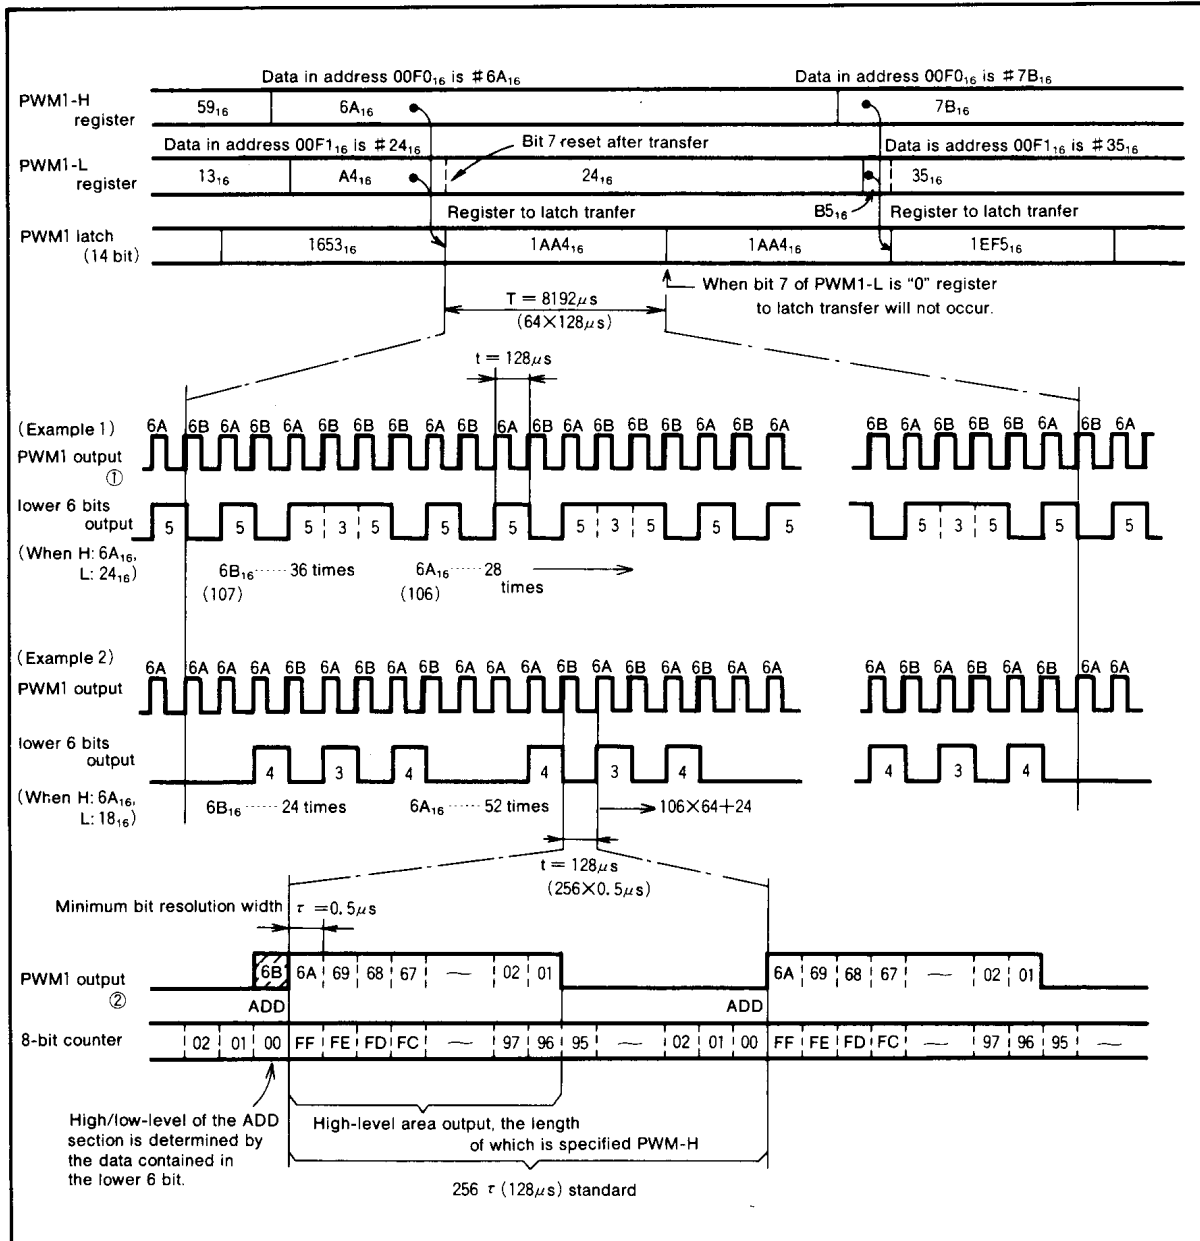 Data in address 00F0₁₆ is #6A₁₆
Data in address 00F0₁₆ is #7B₁₆
PWM1-H
register
59₁₆
6A₁₆
7B₁₆
Data in address 00F1₁₆ is #24₁₆
Bit 7 reset after transfer
Data is address 00F1₁₆ is #35₁₆
PWM1-L
register
13₁₆
A4₁₆
24₁₆
35₁₆
B5₁₆
Register to latch tranfer
Register to latch tranfer
PWM1 latch
(14 bit)
1653₁₆
1AA4₁₆
1AA4₁₆
1EF5₁₆
When bit 7 of PWM1-L is "0" register
to latch transfer will not occur.
T = 8192μs
(64×128μs)
t = 128μs
(Example 1)
6A 6B 6A 6B 6A 6B 6B 6B 6A 6B 6A 6B 6A 6B 6A 6B 6B 6A 6A
6B 6B 6B 6B 6A 6B 6A
PWM1 output
①
lower 6 bits
output
5 5 5 3 5 5 5 5 3 5 5 5
5 3 5 5 5
(When H: 6A₁₆,
L: 24₁₆)
6B₁₆ ······ 36 times
(107)
6A₁₆ ······ 28
times
(106)
(Example 2)
6A 6A 6A 6A 6B 6A 6B 6A 6B 6A 6A 6A 6B 6A 6B 6A 6B 6A 6A
6A 6B 6A 6B 6A 6B 6A 6A
PWM1 output
lower 6 bits
output
4 3 4 4 3 4
4 3 4
(When H: 6A₁₆,
L: 18₁₆)
6B₁₆ ······ 24 times
6A₁₆ ······ 52 times
106×64+24
t = 128μs
(256×0.5μs)
Minimum bit resolution width
τ = 0.5μs
PWM1 output
②
6B 6A 69 68 67 ~ 02 01
6A 69 68 67 ~ 02 01
ADD
ADD
8-bit counter
02 01 00 FF FE FD FC ~ 97 96 95 ~ 02 01 00 FF FE FD FC ~ 97 96 95 ~
High/low-level of the ADD
section is determined by
the data contained in
the lower 6 bit.
High-level area output, the length
of which is specified PWM-H
256 τ (128μs) standard